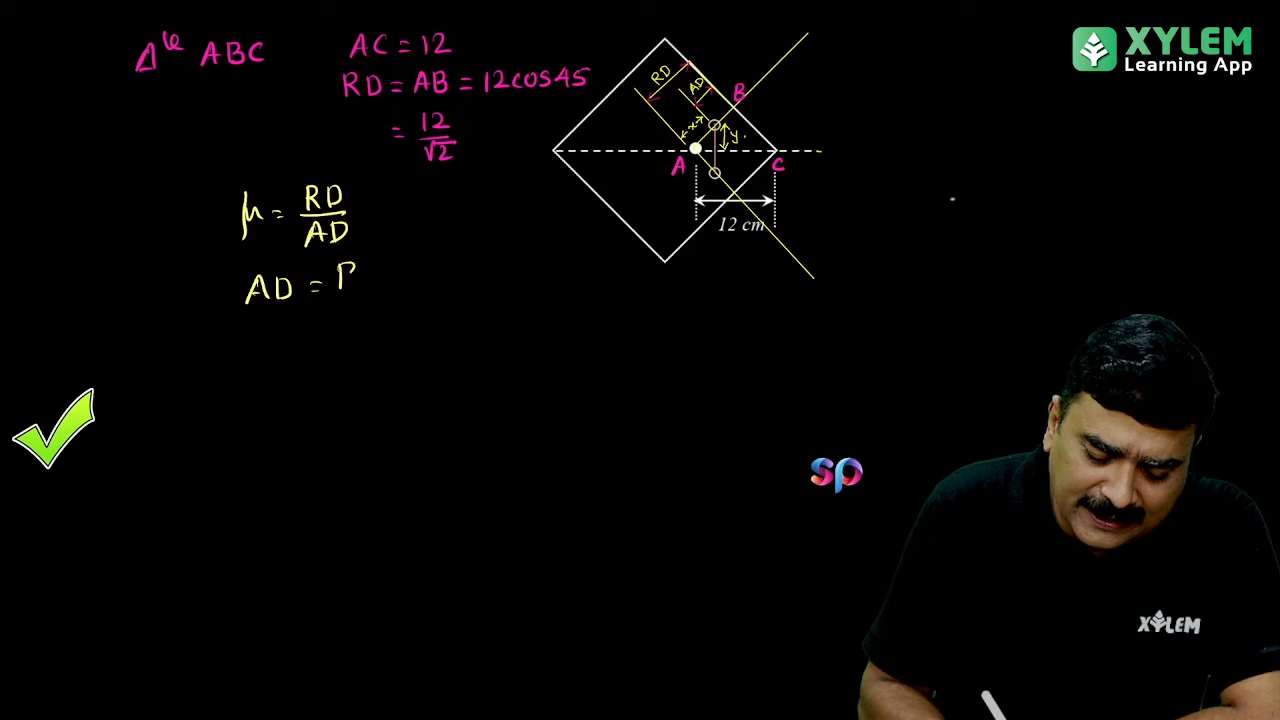 Δle ABC
AC = 12
RD = AB = 12cos45
= 12/√2
μ = RD/AD
AD = R
RD
AD
x
y
B
A
C
12 cm
XYLEM
Learning App
sp
XYLEM